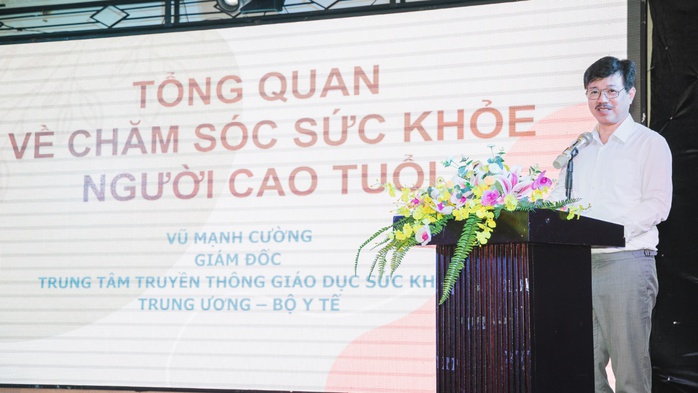 TỔNG QUAN
VỀ CHĂM SÓC SỨC KHỎE
NGƯỜI CAO TUỔI
VŨ MẠNH CƯỜNG
GIÁM ĐỐC
TRUNG TÂM TRUYỀN THÔNG GIÁO DỤC SỨC KH
TRUNG ƯƠNG – BỘ Y TẾ